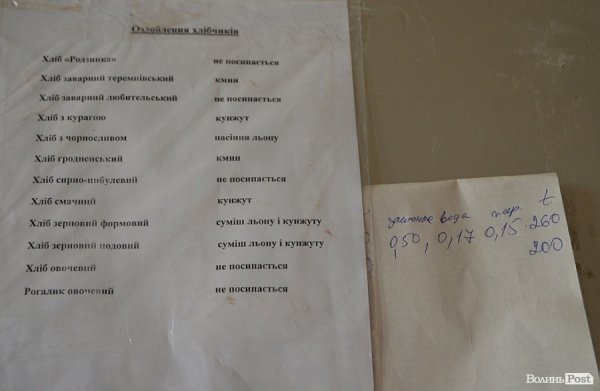 Оздоблення хлібчиків
Хліб «Родзинка» не посипається
Хліб заварний теремнівський кмин
Хліб заварний любительський не посипається
Хліб з курагою кунжут
Хліб з чорносливом насіння льону
Хліб гродненський кмин
Хліб сирно-цибулевий не посипається
Хліб смачний кунжут
Хліб зерновий формовий суміш льону і кунжуту
Хліб зерновий подовий суміш льону і кунжуту
Хліб овочевий не посипається
Рогалик овочевий не посипається
вода t
0,50, 0,17 0,15 260
200
ВолиньPost